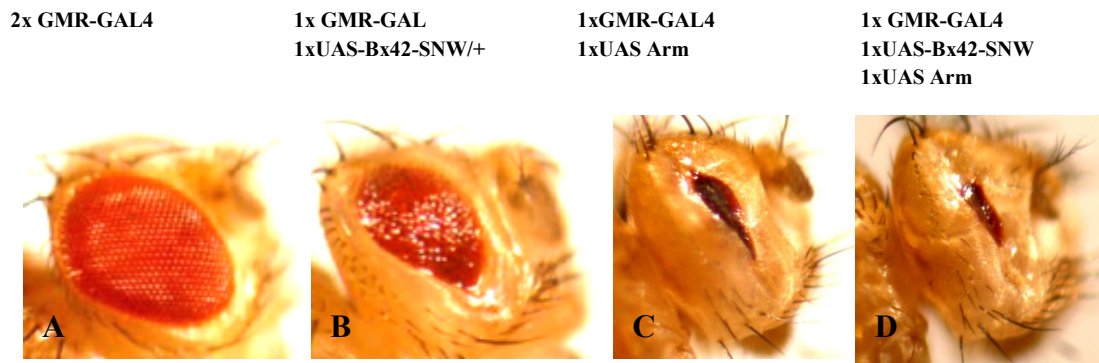 2x GMR-GAL4
1x GMR-GAL
1xUAS-Bx42-SNW/+
1xGMR-GAL4
1xUAS Arm
1x GMR-GAL4
1xUAS-Bx42-SNW
1xUAS Arm
A
B
C
D